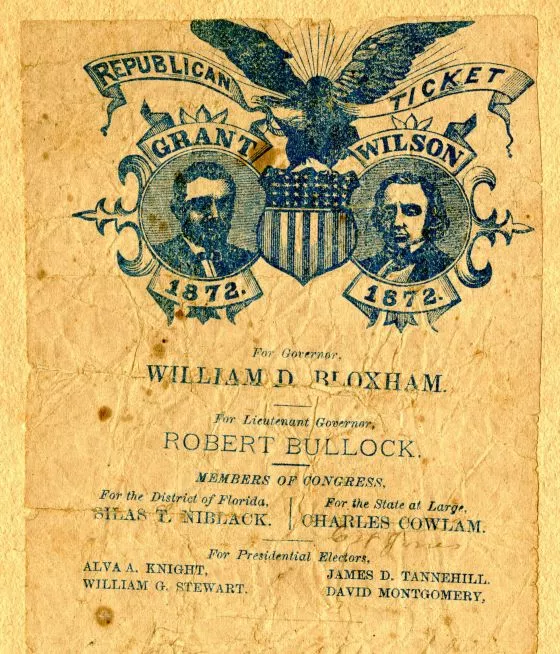 REPUBLICAN TICKET
GRANT WILSON
1872. 1872.
For Governor,
WILLIAM D. BLOXHAM.
For Lieutenant Governor,
ROBERT BULLOCK.
MEMBERS OF CONGRESS,
For the District of Florida, For the State at Large,
SILAS T. NIBLACK. CHARLES COWLAM.
For Presidential Electors,
ALVA A. KNIGHT, JAMES D. TANNEHILL.
WILLIAM G. STEWART. DAVID MONTGOMERY,